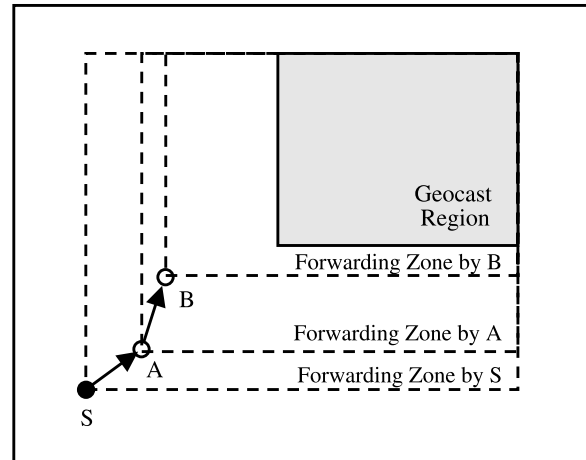 Geocast
Region
Forwarding Zone by B
B
Forwarding Zone by A
A
Forwarding Zone by S
S